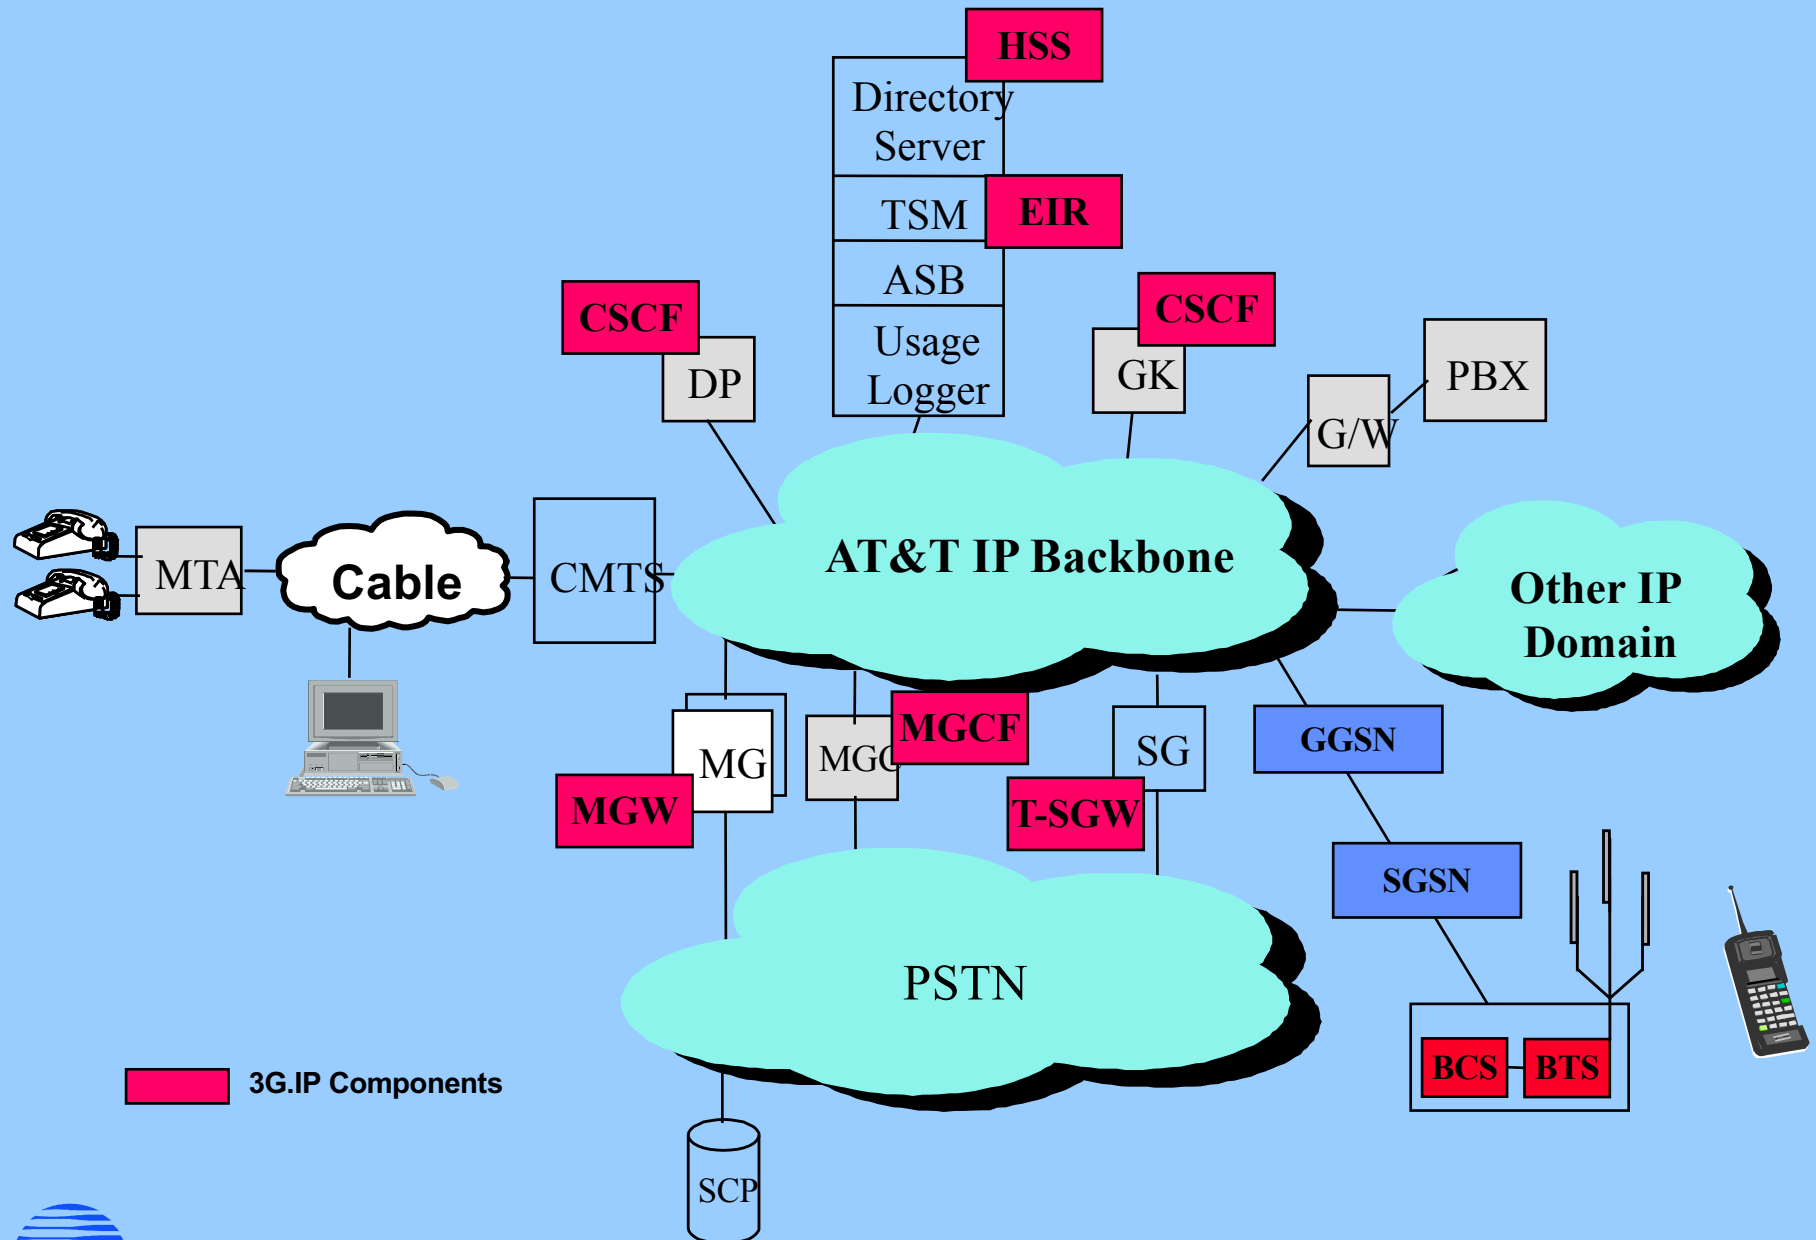 HSS
Directory
Server
TSM
EIR
ASB
Usage
Logger
CSCF
DP
CSCF
GK
G/W
PBX
MTA
Cable
CMTS
AT&T IP Backbone
Other IP
Domain
MG
MGW
MGC
MGCF
SG
T-SGW
GGSN
SGSN
BCS
BTS
PSTN
SCP
3G.IP Components